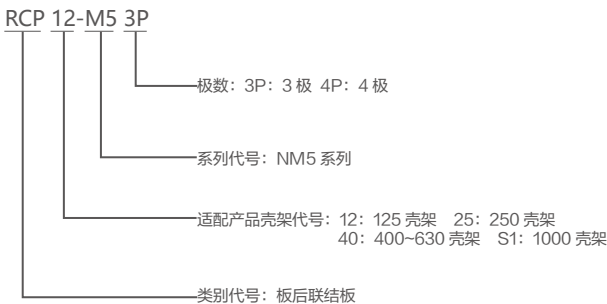 RCP 12-M5 3P
极数：3P：3 极 4P：4 极
系列代号：NM5 系列
适配产品壳架代号：12：125 壳架 25：250 壳架
40：400~630 壳架 S1：1000 壳架
类别代号：板后联结板